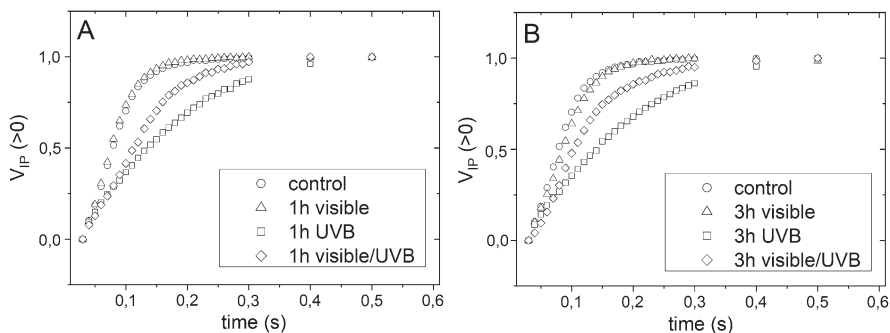 A
V_IP (>0)
1,0
0,5
0,0
control
1h visible
1h UVB
1h visible/UVB
0,1 0,2 0,3 0,4 0,5 0,6
time (s)
B
V_IP (>0)
1,0
0,5
0,0
control
3h visible
3h UVB
3h visible/UVB
0,1 0,2 0,3 0,4 0,5 0,6
time (s)